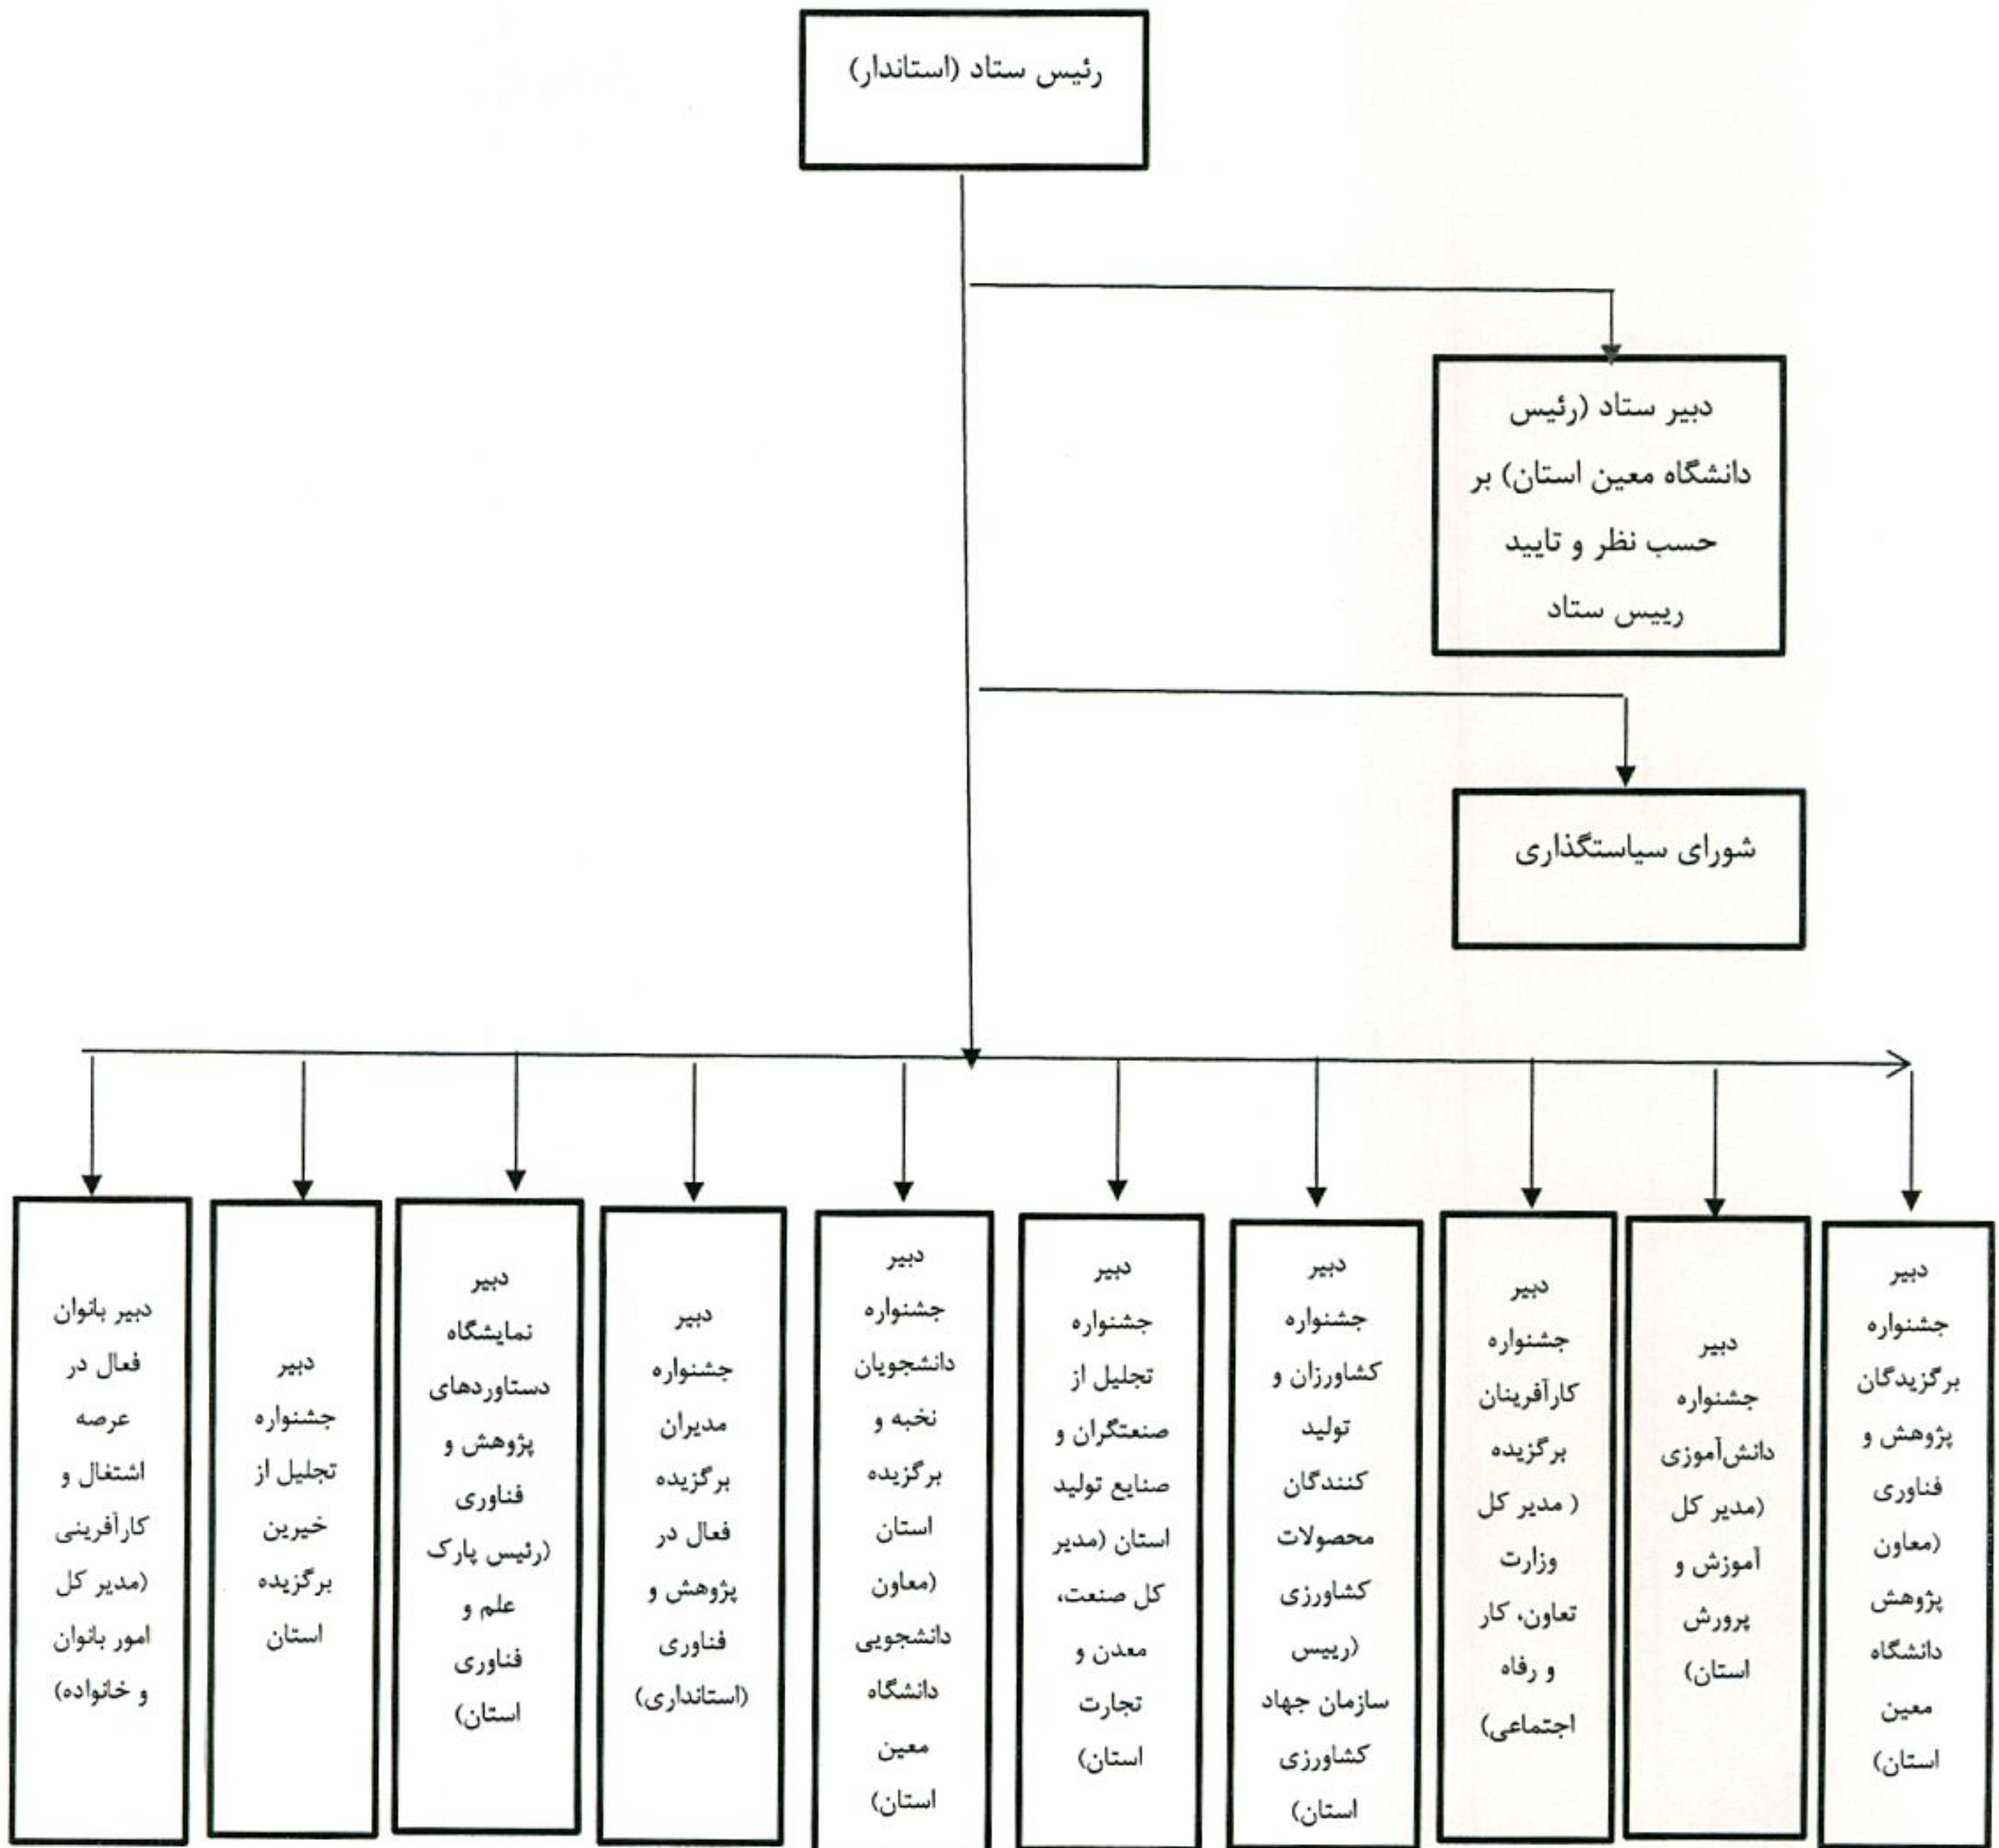 رئیس ستاد (استاندار)
دبیر ستاد (رئیس
دانشگاه معین استان) بر
حسب نظر و تایید
رییس ستاد
شورای سیاستگذاری
دبیر
جشنواره
برگزیدگان
پژوهش و
فناوری
(معاون
پژوهش
دانشگاه
معین
استان)
دبیر
جشنواره
دانش‌آموزی
(مدیر کل
آموزش و
پرورش
استان)
دبیر
جشنواره
کارآفرینان
برگزیده
( مدیر کل
وزارت
تعاون، کار
و رفاه
اجتماعی)
دبیر
جشنواره
کشاورزان و
تولید
کنندگان
محصولات
کشاورزی
(رییس
سازمان جهاد
کشاورزی
استان)
دبیر
جشنواره
تجلیل از
صنعتگران و
صنایع تولید
استان (مدیر
کل صنعت،
معدن و
تجارت
استان)
دبیر
جشنواره
دانشجویان
نخبه و
برگزیده
استان
(معاون
دانشجویی
دانشگاه
معین
استان)
دبیر
جشنواره
مدیران
برگزیده
فعال در
پژوهش و
فناوری
(استانداری)
دبیر
نمایشگاه
دستاوردهای
پژوهش و
فناوری
(رئیس پارک
علم و
فناوری
استان)
دبیر
جشنواره
تجلیل از
خیرین
برگزیده
استان
دبیر بانوان
فعال در
عرصه
اشتغال و
کارآفرینی
(مدیر کل
امور بانوان
و خانواده)